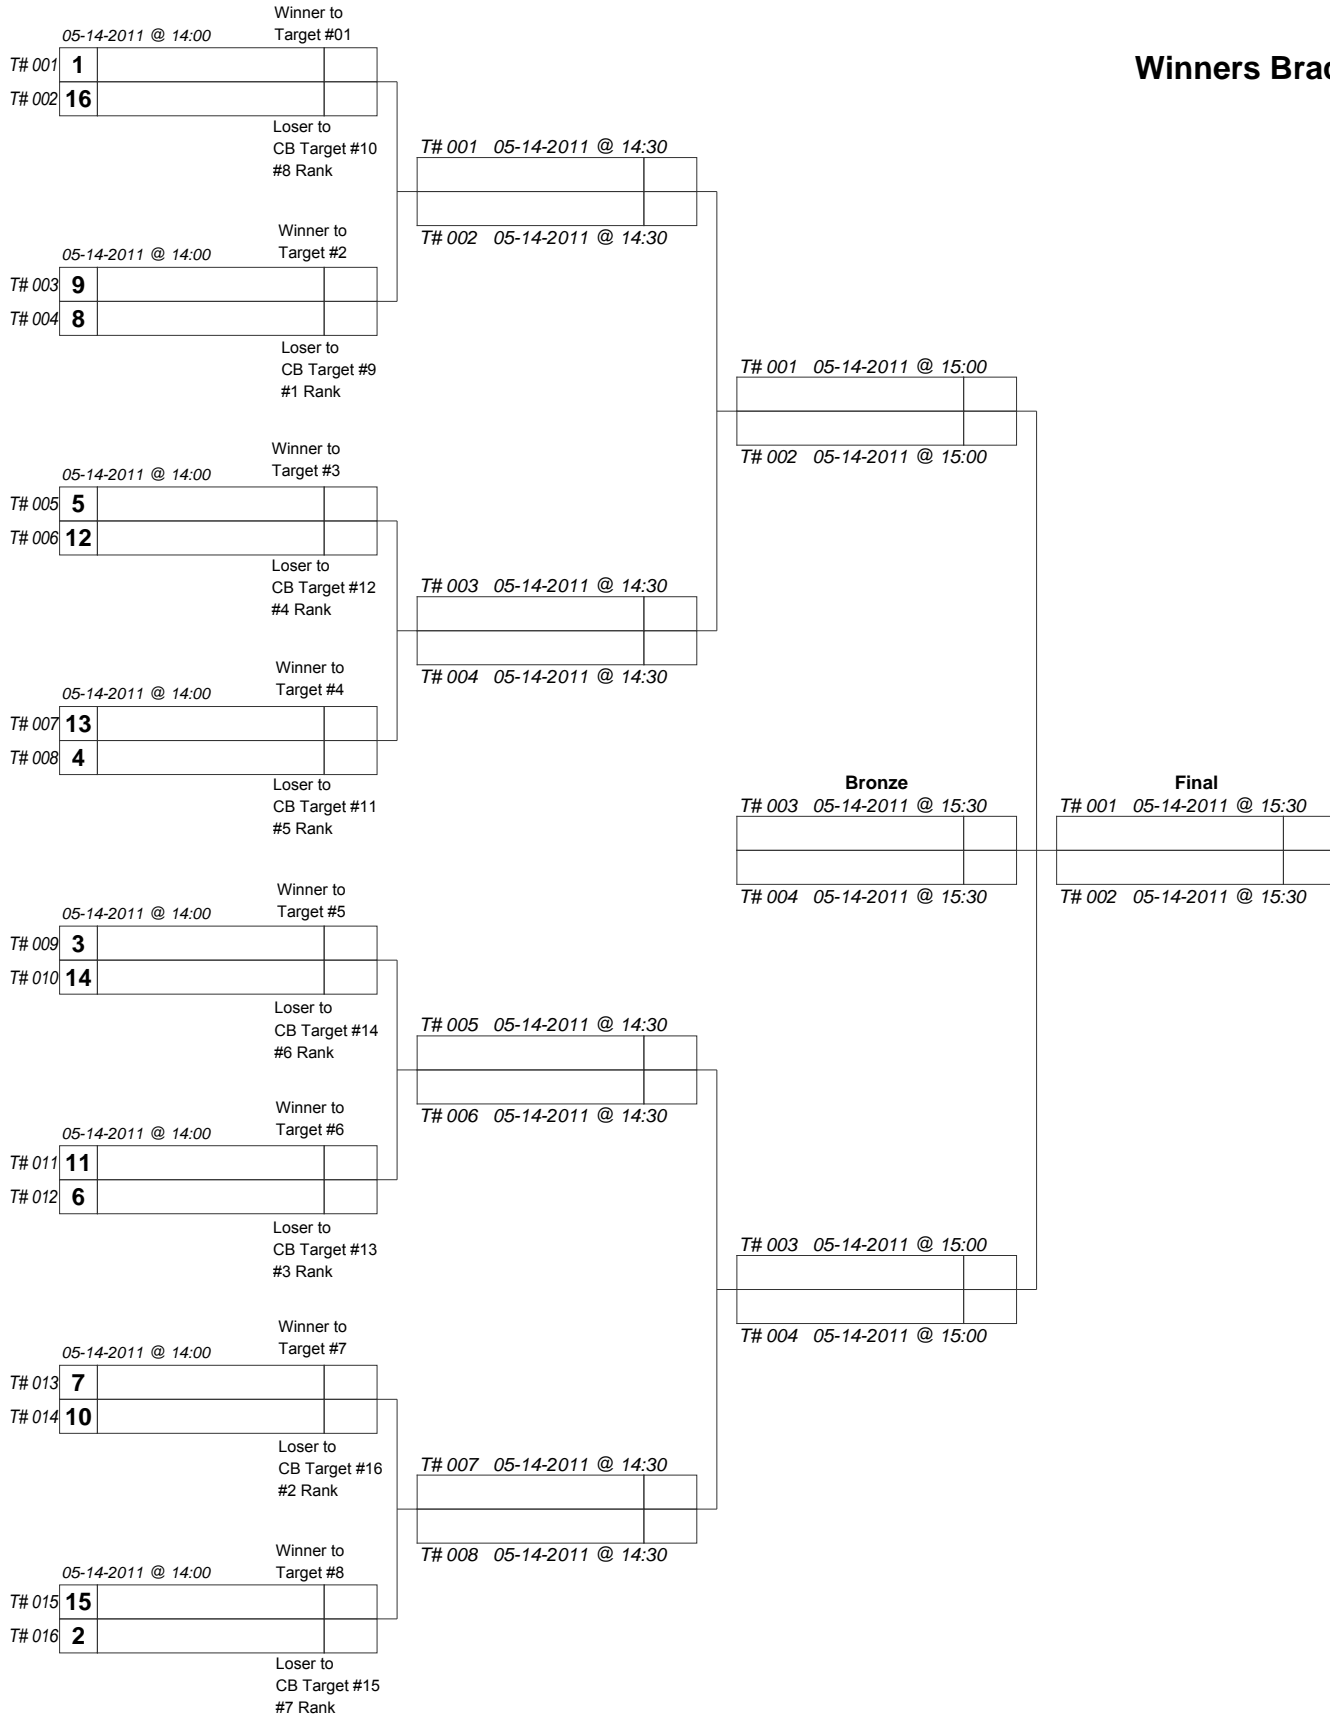 Winners Brac
05-14-2011 @ 14:00
Winner to
Target #01
T# 001 1
T# 002 16
Loser to
CB Target #10
#8 Rank
05-14-2011 @ 14:00
Winner to
Target #2
T# 003 9
T# 004 8
Loser to
CB Target #9
#1 Rank
05-14-2011 @ 14:00
Winner to
Target #3
T# 005 5
T# 006 12
Loser to
CB Target #12
#4 Rank
05-14-2011 @ 14:00
Winner to
Target #4
T# 007 13
T# 008 4
Loser to
CB Target #11
#5 Rank
05-14-2011 @ 14:00
Winner to
Target #5
T# 009 3
T# 010 14
Loser to
CB Target #14
#6 Rank
05-14-2011 @ 14:00
Winner to
Target #6
T# 011 11
T# 012 6
Loser to
CB Target #13
#3 Rank
05-14-2011 @ 14:00
Winner to
Target #7
T# 013 7
T# 014 10
Loser to
CB Target #16
#2 Rank
05-14-2011 @ 14:00
Winner to
Target #8
T# 015 15
T# 016 2
Loser to
CB Target #15
#7 Rank
T# 001 05-14-2011 @ 14:30
T# 002 05-14-2011 @ 14:30
T# 003 05-14-2011 @ 14:30
T# 004 05-14-2011 @ 14:30
T# 005 05-14-2011 @ 14:30
T# 006 05-14-2011 @ 14:30
T# 007 05-14-2011 @ 14:30
T# 008 05-14-2011 @ 14:30
T# 001 05-14-2011 @ 15:00
T# 002 05-14-2011 @ 15:00
Bronze
T# 003 05-14-2011 @ 15:30
T# 004 05-14-2011 @ 15:30
T# 003 05-14-2011 @ 15:00
T# 004 05-14-2011 @ 15:00
Final
T# 001 05-14-2011 @ 15:30
T# 002 05-14-2011 @ 15:30